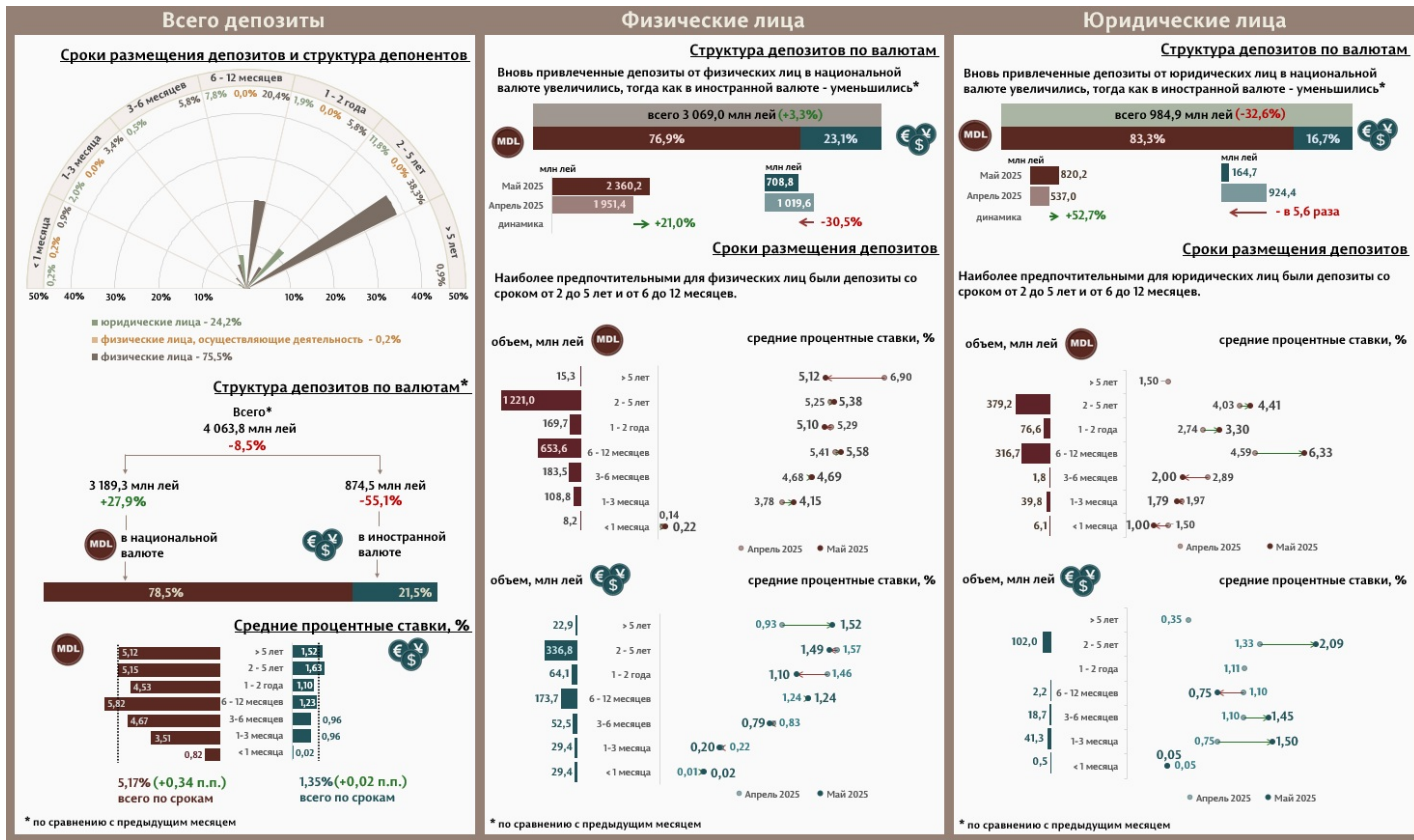 Всего депозиты
Сроки размещения депозитов и структура депонентов
< 1 месяца
1-3 месяца
3-6 месяцев
6 - 12 месяцев
1 - 2 года
2 - 5 лет
> 5 лет
0,2% 0,2% 0,9%
2,0% 0,0% 3,4%
0,5% 5,8%
7,8% 0,0% 20,4%
1,9% 0,0% 5,8%
11,8% 0,0% 38,3%
0,9%
50% 40% 30% 20% 10% 10% 20% 30% 40% 50%
юридические лица - 24,2%
физические лица, осуществляющие деятельность - 0,2%
физические лица - 75,5%
Структура депозитов по валютам*
Всего*
4 063,8 млн лей
-8,5%
3 189,3 млн лей
+27,9%
874,5 млн лей
-55,1%
MDL
в национальной
валюте
€ ¥ $
в иностранной
валюте
78,5% 21,5%
Средние процентные ставки, %
MDL
€ ¥ $
5,12 > 5 лет 1,52
5,15 2 - 5 лет 1,63
4,53 1 - 2 года 1,10
5,82 6 - 12 месяцев 1,23
4,67 3-6 месяцев 0,96
3,51 1-3 месяца 0,96
0,82 < 1 месяца 0,02
5,17% (+0,34 п.п.)
всего по срокам
1,35% (+0,02 п.п.)
всего по срокам
* по сравнению с предыдущим месяцем
Физические лица
Структура депозитов по валютам
Вновь привлеченные депозиты от физических лиц в национальной
валюте увеличились, тогда как в иностранной валюте - уменьшились*
всего 3 069,0 млн лей (+3,3%)
MDL 76,9% 23,1% € ¥ $
млн лей млн лей
Май 2025 2 360,2 708,8
Апрель 2025 1 951,4 1 019,6
динамика +21,0% -30,5%
Сроки размещения депозитов
Наиболее предпочтительными для физических лиц были депозиты со
сроком от 2 до 5 лет и от 6 до 12 месяцев.
объем, млн лей MDL средние процентные ставки, %
15,3 > 5 лет 5,12 6,90
1 221,0 2 - 5 лет 5,25 5,38
169,7 1 - 2 года 5,10 5,29
653,6 6 - 12 месяцев 5,41 5,58
183,5 3-6 месяцев 4,68 4,69
108,8 1-3 месяца 3,78 4,15
8,2 < 1 месяца 0,14 0,22
Апрель 2025 Май 2025
объем, млн лей € ¥ $ средние процентные ставки, %
22,9 > 5 лет 0,93 1,52
336,8 2 - 5 лет 1,49 1,57
64,1 1 - 2 года 1,10 1,46
173,7 6 - 12 месяцев 1,24 1,24
52,5 3-6 месяцев 0,79 0,83
29,4 1-3 месяца 0,20 0,22
29,4 < 1 месяца 0,01 0,02
Апрель 2025 Май 2025
* по сравнению с предыдущим месяцем
Юридические лица
Структура депозитов по валютам
Вновь привлеченные депозиты от юридических лиц в национальной
валюте увеличились, тогда как в иностранной валюте - уменьшились*
всего 984,9 млн лей (-32,6%)
MDL 83,3% 16,7% € ¥ $
млн лей млн лей
Май 2025 820,2 164,7
Апрель 2025 537,0 924,4
динамика +52,7% - в 5,6 раза
Сроки размещения депозитов
Наиболее предпочтительными для юридических лиц были депозиты со
сроком от 2 до 5 лет и от 6 до 12 месяцев.
объем, млн лей MDL средние процентные ставки, %
> 5 лет 1,50
379,2 2 - 5 лет 4,03 4,41
76,6 1 - 2 года 2,74 3,30
316,7 6 - 12 месяцев 4,59 6,33
1,8 3-6 месяцев 2,00 2,89
39,8 1-3 месяца 1,79 1,97
6,1 < 1 месяца 1,00 1,50
Апрель 2025 Май 2025
объем, млн лей € ¥ $ средние процентные ставки, %
> 5 лет 0,35
102,0 2 - 5 лет 1,33 2,09
1 - 2 года 1,11
2,2 6 - 12 месяцев 0,75 1,10
18,7 3-6 месяцев 1,10 1,45
41,3 1-3 месяца 0,75 1,50
0,5 < 1 месяца 0,05 0,05
Апрель 2025 Май 2025
* по сравнению с предыдущим месяцем